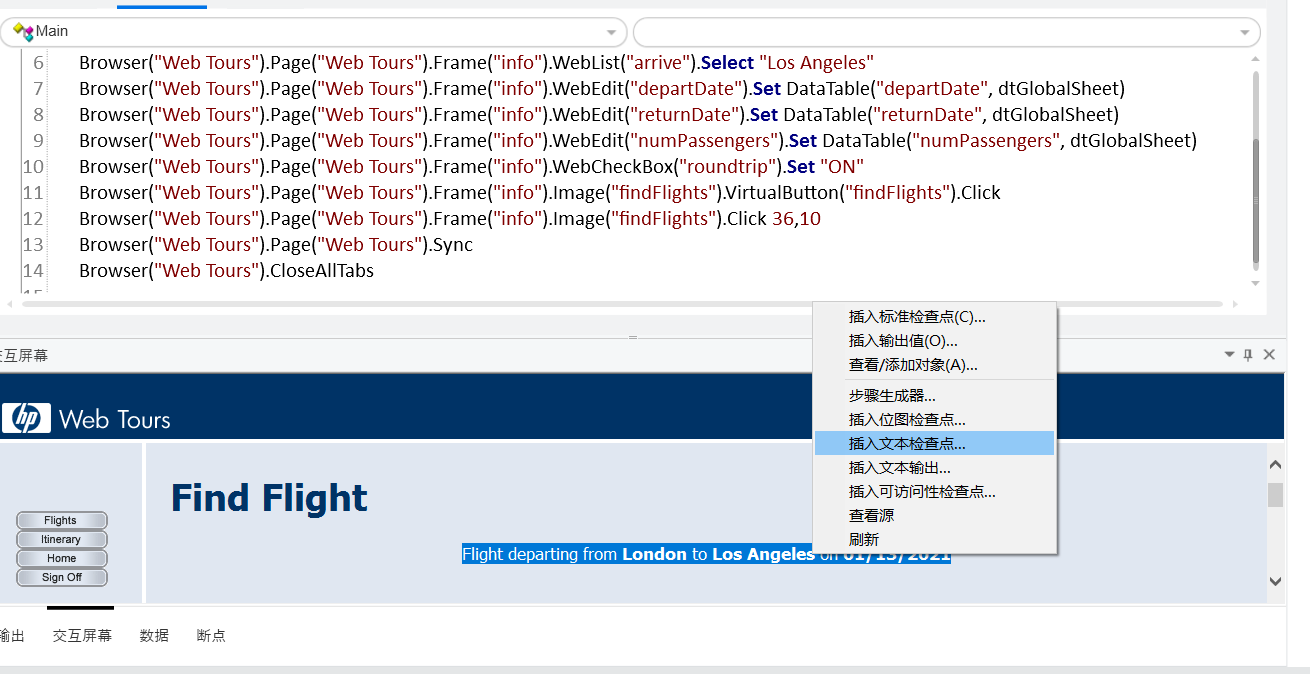 Main
6 Browser("Web Tours").Page("Web Tours").Frame("info").WebList("arrive").Select "Los Angeles"
7 Browser("Web Tours").Page("Web Tours").Frame("info").WebEdit("departDate").Set DataTable("departDate", dtGlobalSheet)
8 Browser("Web Tours").Page("Web Tours").Frame("info").WebEdit("returnDate").Set DataTable("returnDate", dtGlobalSheet)
9 Browser("Web Tours").Page("Web Tours").Frame("info").WebEdit("numPassengers").Set DataTable("numPassengers", dtGlobalSheet)
10 Browser("Web Tours").Page("Web Tours").Frame("info").WebCheckBox("roundtrip").Set "ON"
11 Browser("Web Tours").Page("Web Tours").Frame("info").Image("findFlights").VirtualButton("findFlights").Click
12 Browser("Web Tours").Page("Web Tours").Frame("info").Image("findFlights").Click 36,10
13 Browser("Web Tours").Page("Web Tours").Sync
14 Browser("Web Tours").CloseAllTabs
15
插入标准检查点(C)...
插入输出值(O)...
查看/添加对象(A)...
步骤生成器...
插入位图检查点...
插入文本检查点...
插入文本输出...
插入可访问性检查点...
查看源
刷新
交互屏幕
hp Web Tours
Find Flight
Flights
Itinerary
Home
Sign Off
Flight departing from London to Los Angeles on 01/13/2021
输出 交互屏幕 数据 断点